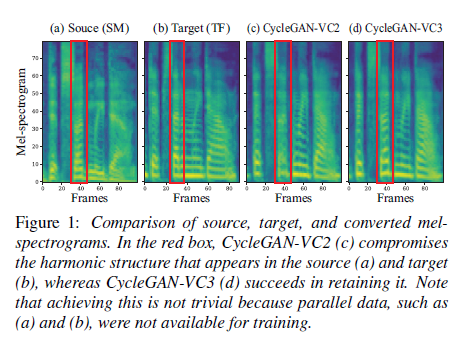 (a) Souce (SM) (b) Target (TF) (c) CycleGAN-VC2 (d) CycleGAN-VC3
Mel-spectrogram
70
60
50
40
30
20
10
0
0 20 40 60 80 0 20 40 60 80 0 20 40 60 80 0 20 40 60 80
Frames Frames Frames Frames
Figure 1: Comparison of source, target, and converted mel-
spectrograms. In the red box, CycleGAN-VC2 (c) compromises
the harmonic structure that appears in the source (a) and target
(b), whereas CycleGAN-VC3 (d) succeeds in retaining it. Note
that achieving this is not trivial because parallel data, such as
(a) and (b), were not available for training.